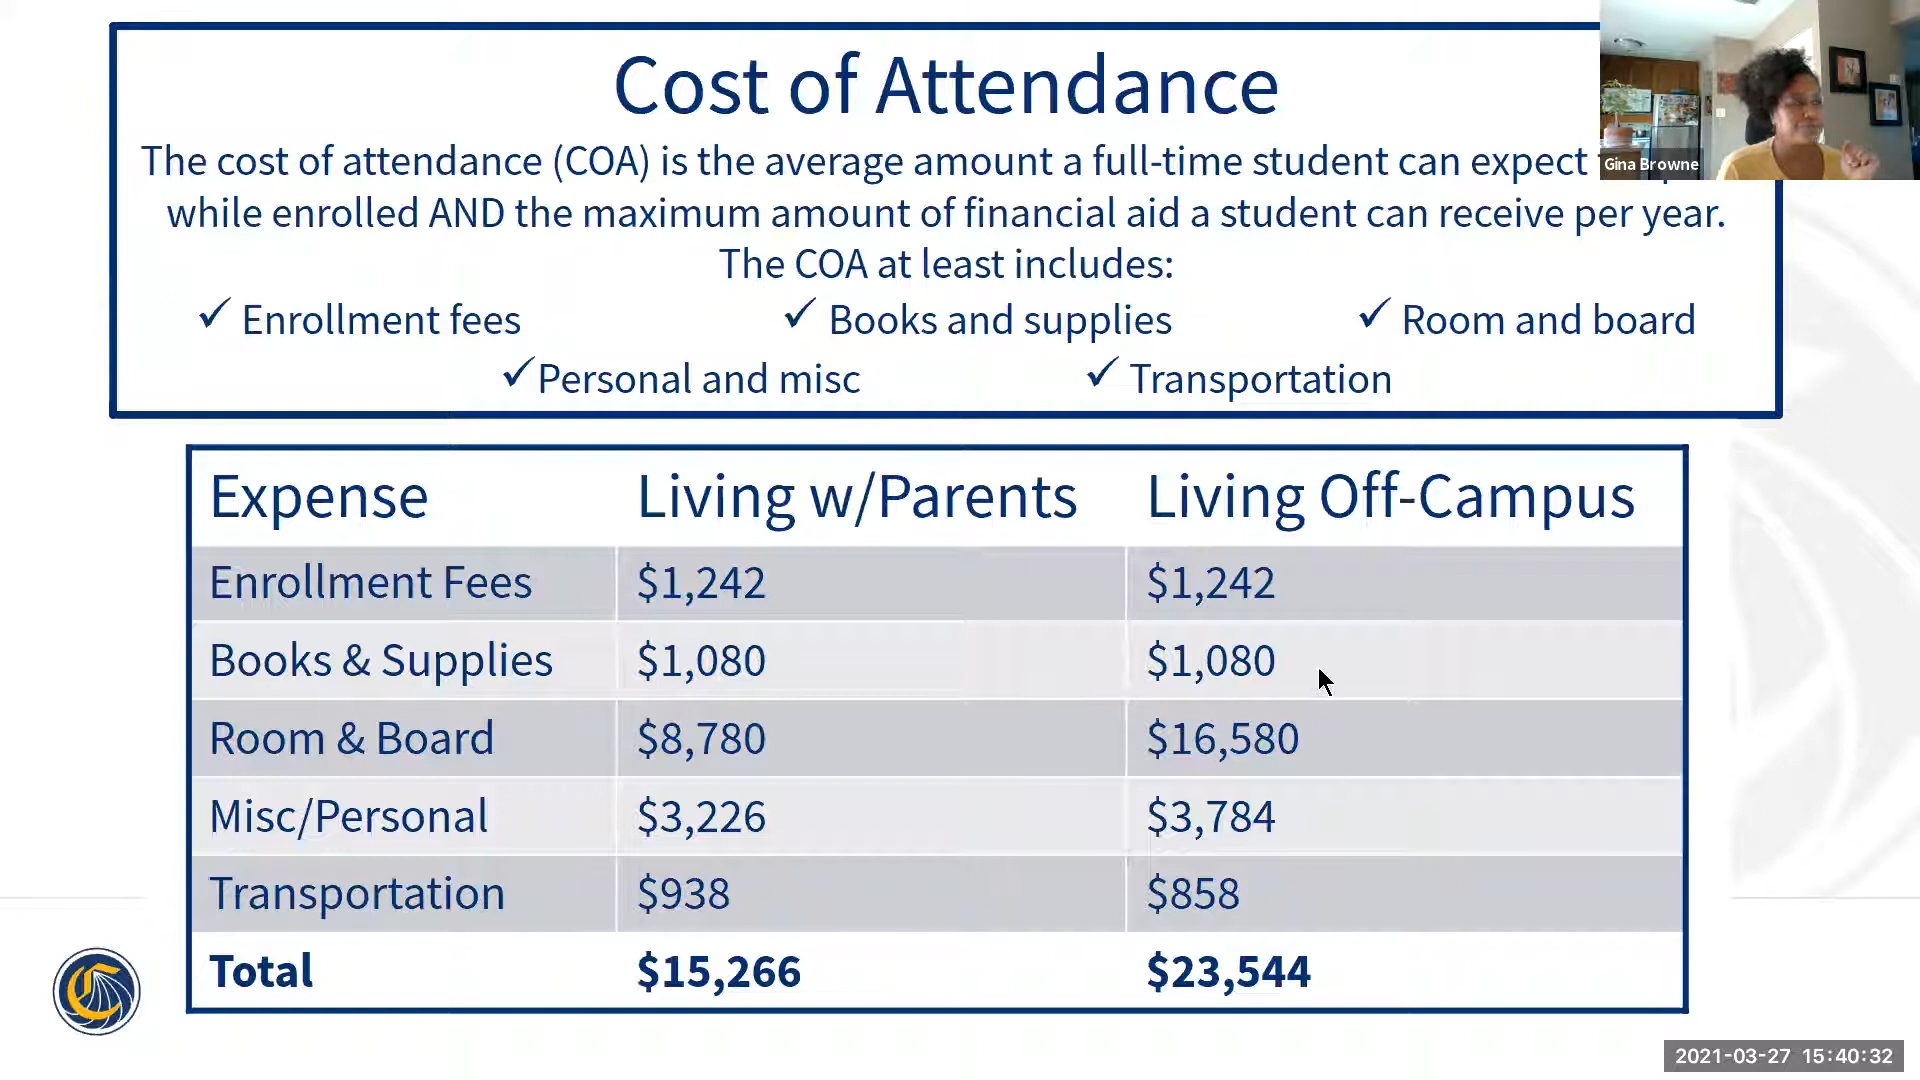 Cost of Attendance
The cost of attendance (COA) is the average amount a full-time student can expect
while enrolled AND the maximum amount of financial aid a student can receive per year.
The COA at least includes:
✓ Enrollment fees ✓ Books and supplies ✓ Room and board
✓Personal and misc ✓ Transportation
Gina Browne
Expense Living w/Parents Living Off-Campus
Enrollment Fees $1,242 $1,242
Books & Supplies $1,080 $1,080
Room & Board $8,780 $16,580
Misc/Personal $3,226 $3,784
Transportation $938 $858
Total $15,266 $23,544
2021-03-27 15:40:32